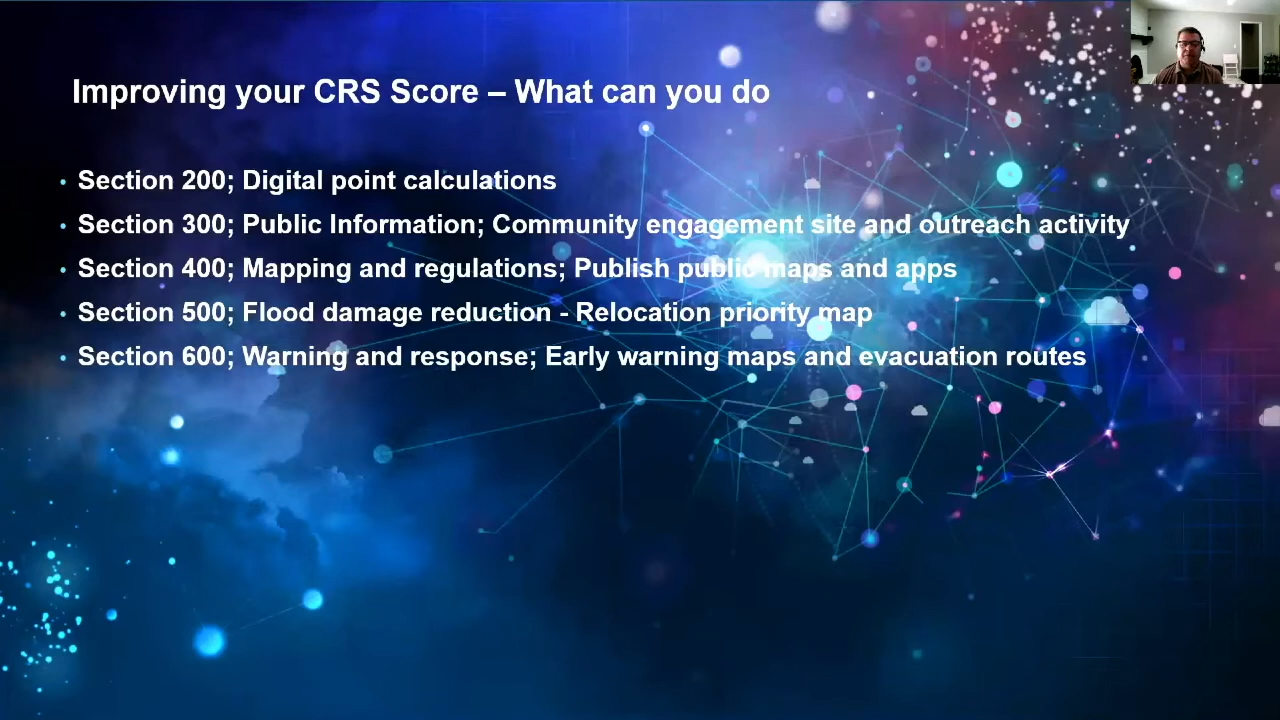 Improving your CRS Score – What can you do
• Section 200; Digital point calculations
• Section 300; Public Information; Community engagement site and outreach activity
• Section 400; Mapping and regulations; Publish public maps and apps
• Section 500; Flood damage reduction - Relocation priority map
• Section 600; Warning and response; Early warning maps and evacuation routes